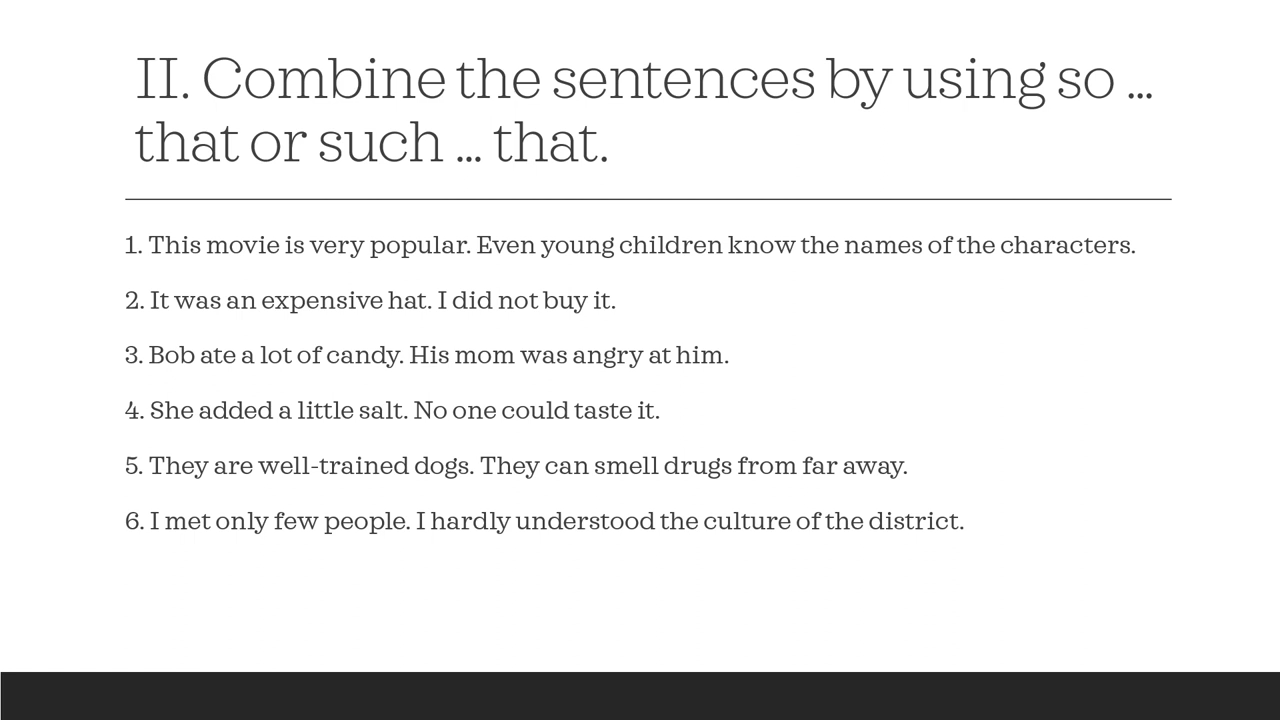 II. Combine the sentences by using so ...
that or such ... that.
1. This movie is very popular. Even young children know the names of the characters.
2. It was an expensive hat. I did not buy it.
3. Bob ate a lot of candy. His mom was angry at him.
4. She added a little salt. No one could taste it.
5. They are well-trained dogs. They can smell drugs from far away.
6. I met only few people. I hardly understood the culture of the district.